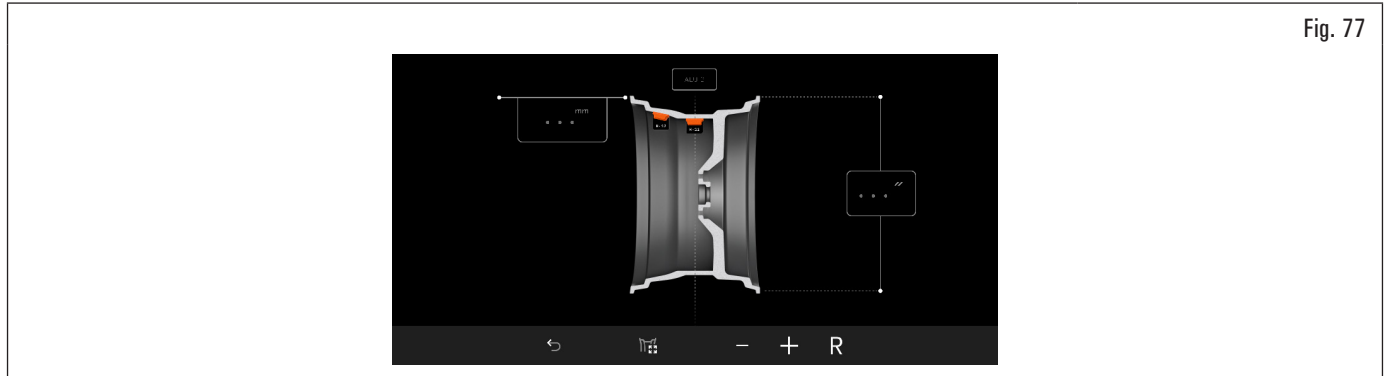 Fig. 77
ALU 2
mm
. . .
. . . "
- + R